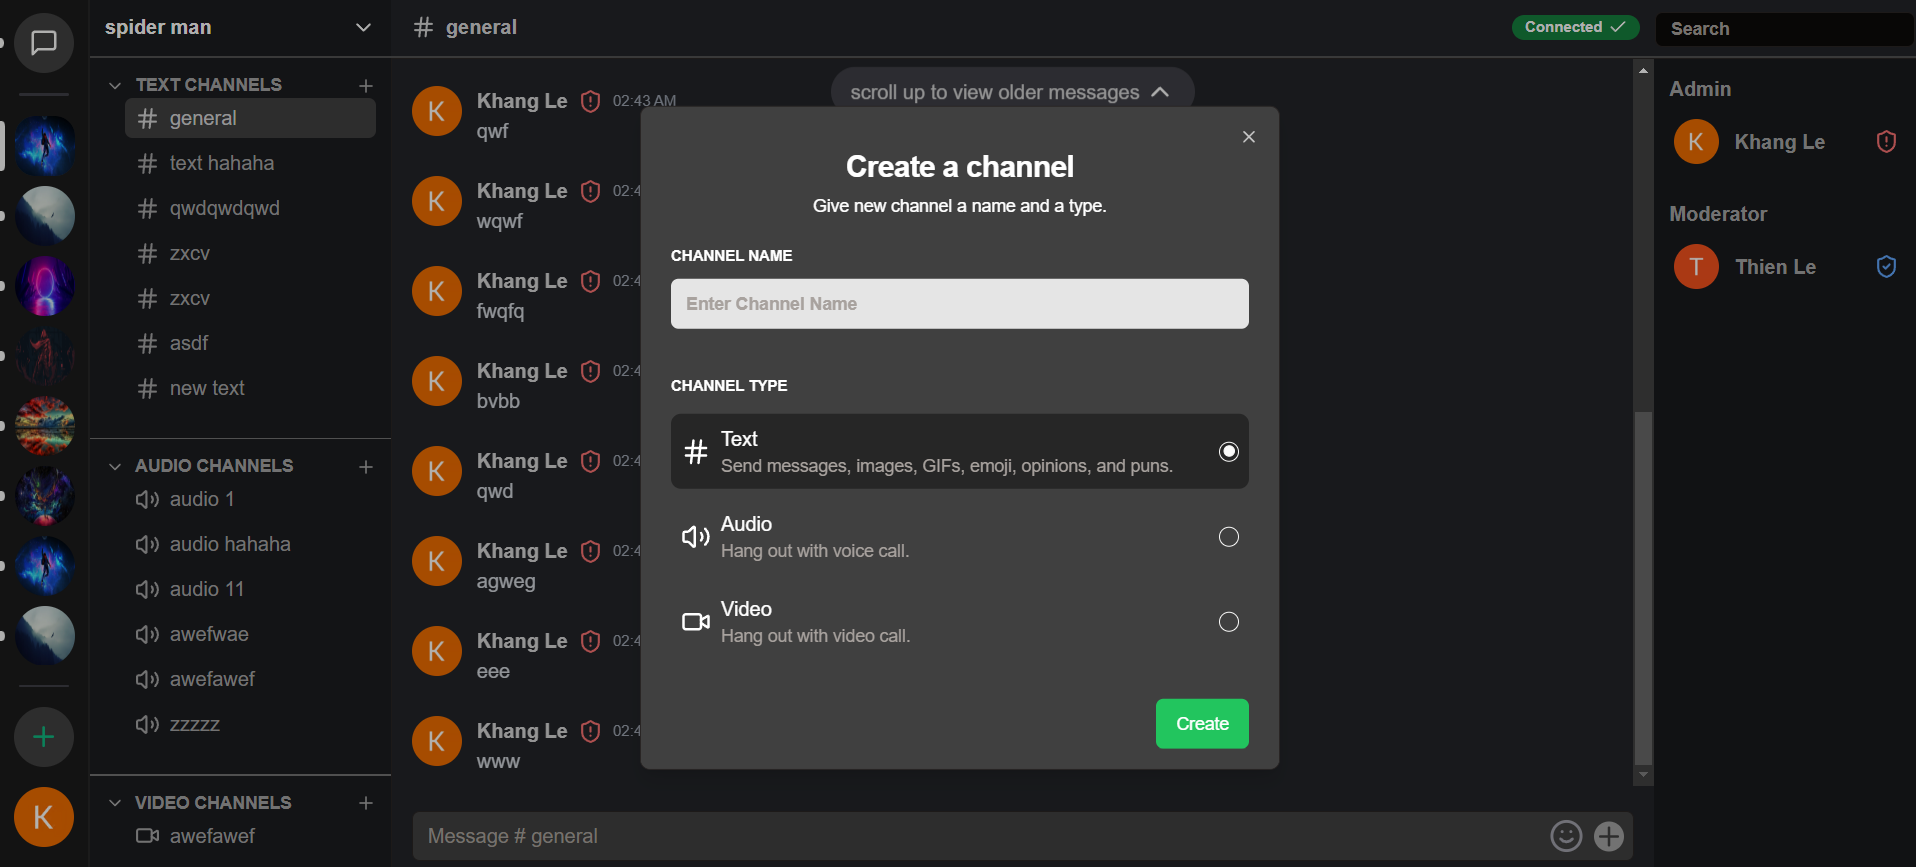 spider man
TEXT CHANNELS
general
text hahaha
qwdqwdqwd
zxcv
zxcv
asdf
new text
AUDIO CHANNELS
audio 1
audio hahaha
audio 11
awefwae
awefawef
zzzzz
VIDEO CHANNELS
awefawef
K
# general
Connected ✓
Search
scroll up to view older messages
K Khang Le 02:43 AM
qwf
K Khang Le 02:4
wqwf
K Khang Le 02:4
fwqfq
K Khang Le 02:4
bvbb
K Khang Le 02:4
qwd
K Khang Le 02:4
agweg
K Khang Le 02:4
eee
K Khang Le 02:4
www
Message # general
Create a channel
Give new channel a name and a type.
CHANNEL NAME
Enter Channel Name
CHANNEL TYPE
Text
Send messages, images, GIFs, emoji, opinions, and puns.
Audio
Hang out with voice call.
Video
Hang out with video call.
Create
Admin
K Khang Le
Moderator
T Thien Le